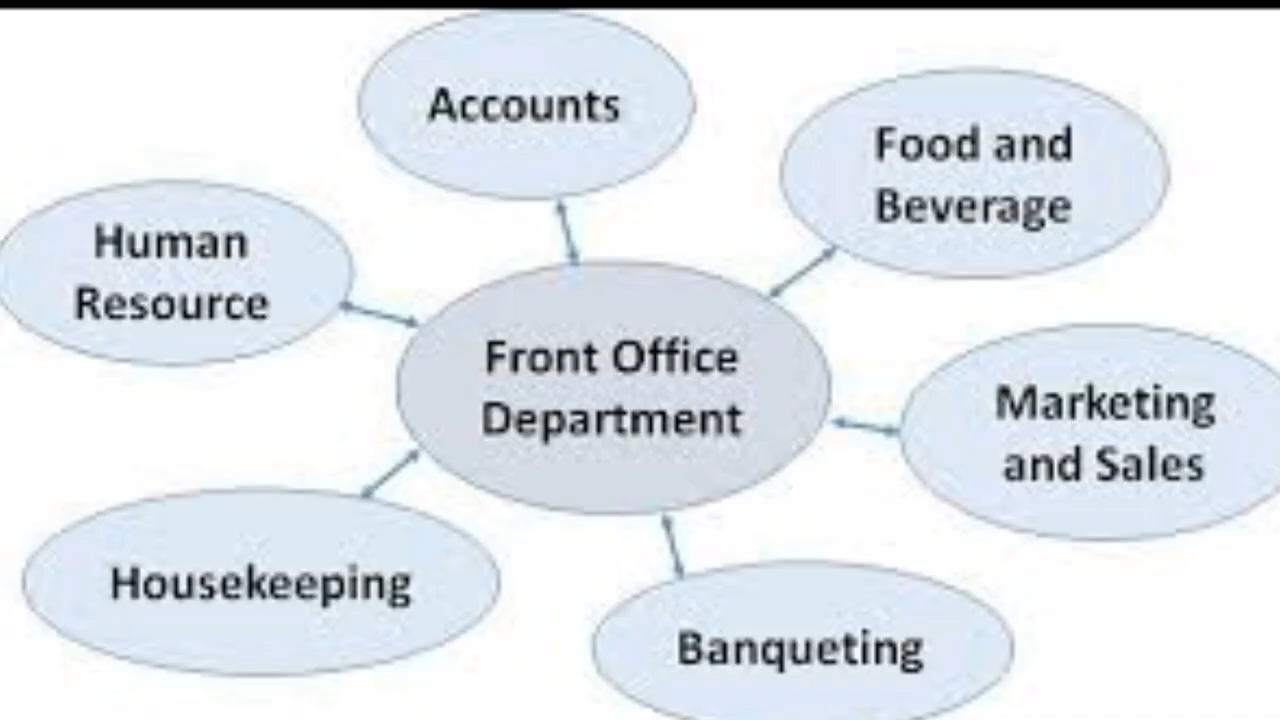 Accounts
Food and
Beverage
Human
Resource
Front Office
Department
Marketing
and Sales
Housekeeping
Banqueting